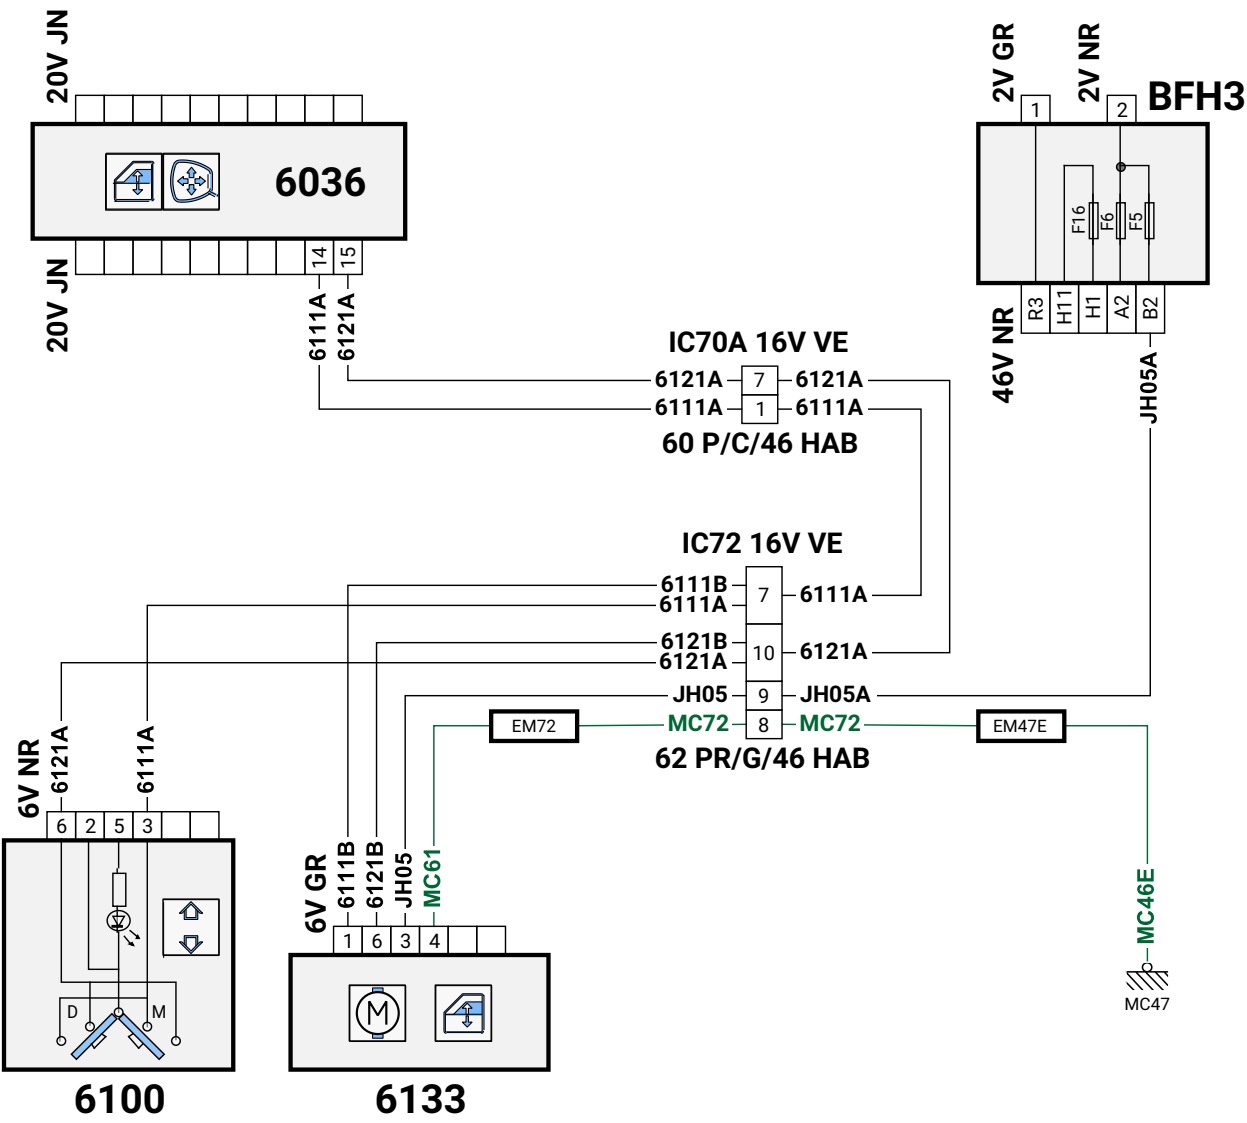 20V JN
6036
20V JN
14
15
6111A
6121A
2V GR
2V NR
BFH3
1
2
F16
F6
F5
R3
H11
H1
A2
B2
46V NR
JH05A
IC70A 16V VE
6121A
7
6121A
6111A
1
6111A
60 P/C/46 HAB
IC72 16V VE
6111B
6111A
7
6111A
6121B
6121A
10
6121A
JH05
9
JH05A
EM72
MC72
8
MC72
EM47E
62 PR/G/46 HAB
6V NR
6121A
6111A
6
2
5
3
D
M
6100
6V GR
6111B
6121B
JH05
MC61
1
6
3
4
M
6133
MC46E
MC47